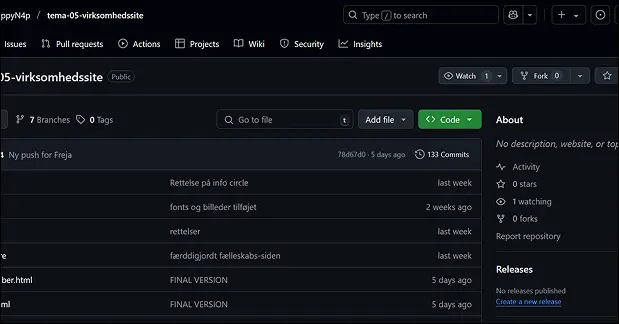 ppyN4p / tema-05-virksomhedssite
Type / to search
Issues Pull requests Actions Projects Wiki Security Insights
05-virksomhedssite Public
Watch 1 Fork 0
7 Branches 0 Tags Go to file t Add file Code
4 Ny push for Freja 78d67d0 · 5 days ago 133 Commits
Rettelse på info circle last week
fonts og billeder tilføjet 2 weeks ago
rettelser last week
re færddigjordt fælleskabs-siden last week
ber.html FINAL VERSION 5 days ago
ml FINAL VERSION 5 days ago
About
No description, website, or top
Activity
0 stars
1 watching
0 forks
Report repository
Releases
No releases published
Create a new release